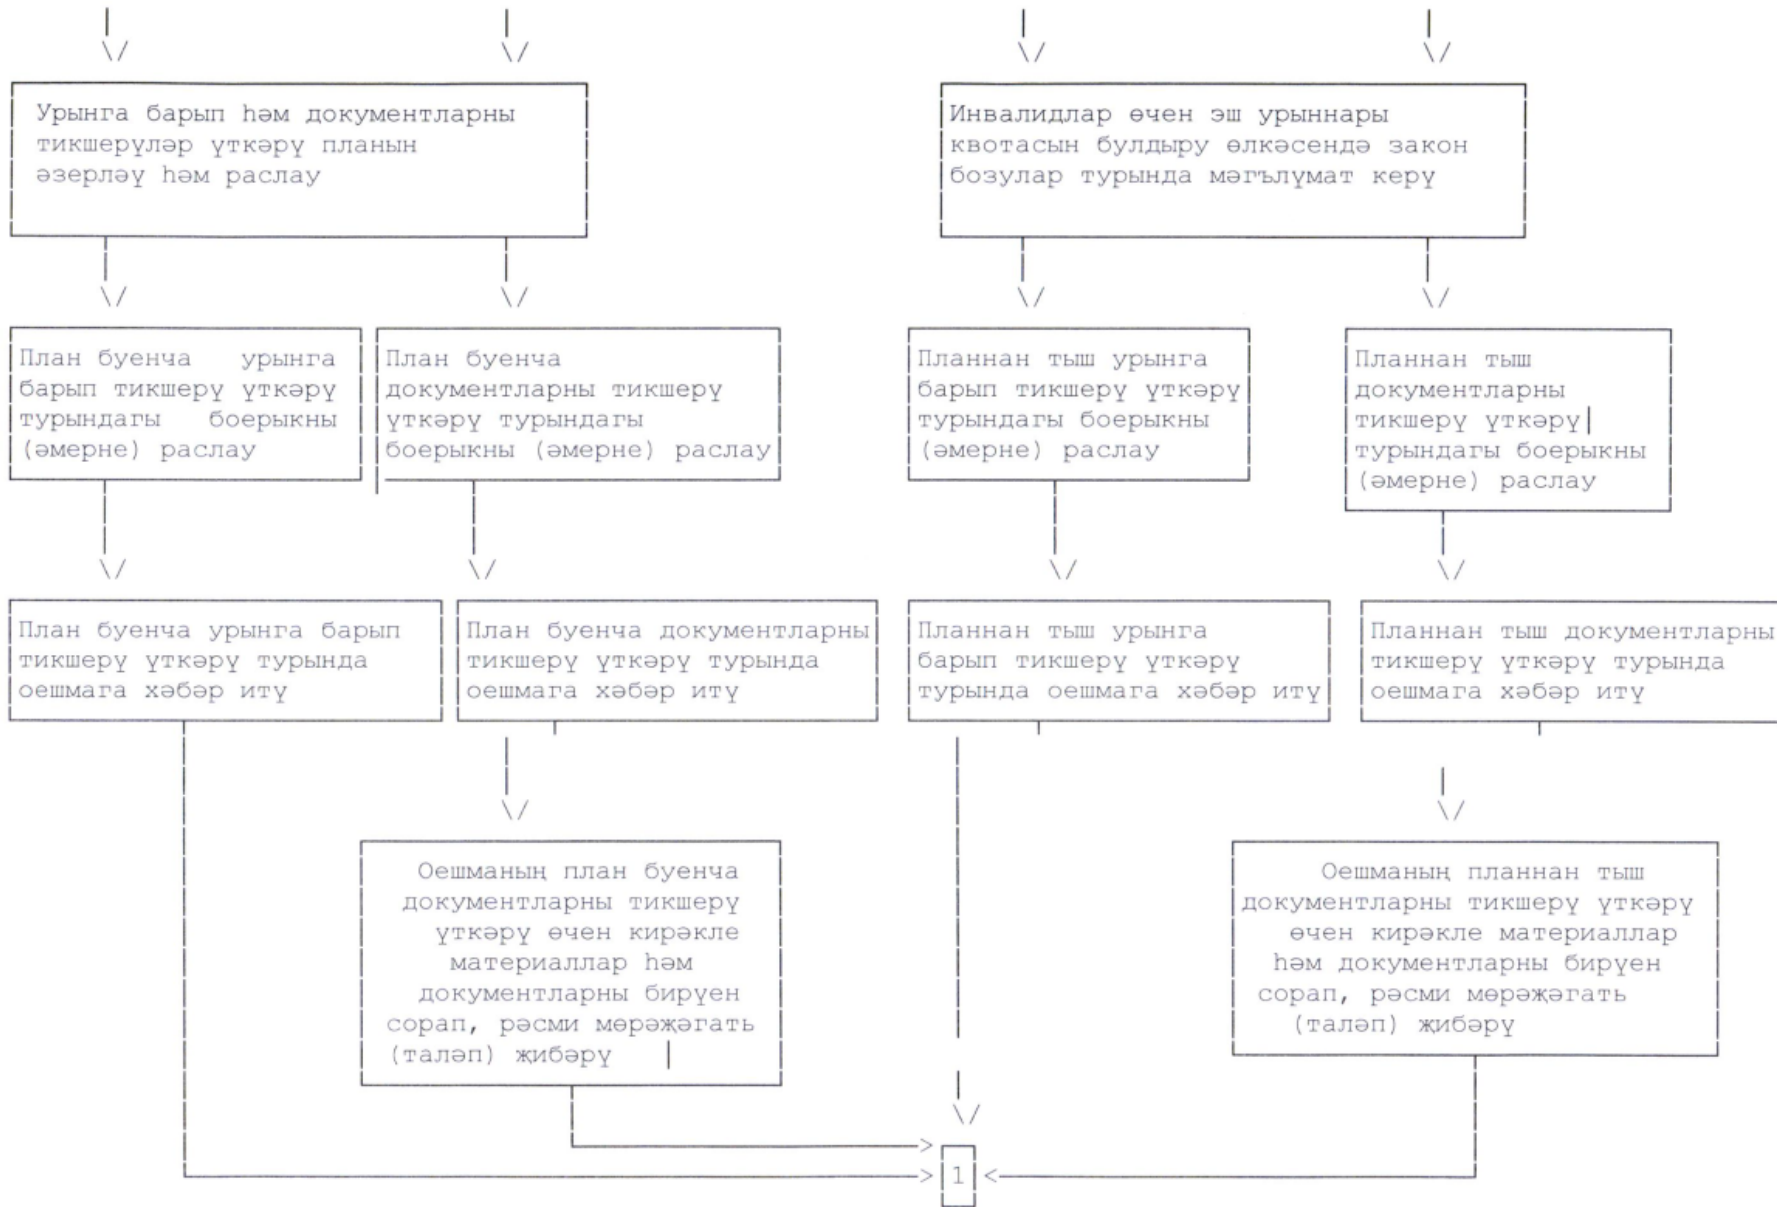 Урынга барып һәм документларны
тикшерүләр үткәрү планын
әзерләү һәм раслау
Инвалидлар өчен эш урыннары
квотасын булдыру өлкәсендә закон
бозулар турында мәгълүмат керү
План буенча урынга
барып тикшерү үткәрү
турындагы боерыкны
(әмерне) раслау
План буенча
документларны тикшерү
үткәрү турындагы
боерыкны (әмерне) раслау
Планнан тыш урынга
барып тикшерү үткәрү
турындагы боерыкны
(әмерне) раслау
Планнан тыш
документларны
тикшерү үткәрү
турындагы боерыкны
(әмерне) раслау
План буенча урынга барып
тикшерү үткәрү турында
оешмага хәбәр итү
План буенча документларны
тикшерү үткәрү турында
оешмага хәбәр итү
Планнан тыш урынга
барып тикшерү үткәрү
турында оешмага хәбәр итү
Планнан тыш документларны
тикшерү үткәрү турында
оешмага хәбәр итү
Оешманың план буенча
документларны тикшерү
үткәрү өчен кирәкле
материаллар һәм
документларны бирүен
сорап, рәсми мөрәҗәгать
(таләп) җибәрү
Оешманың планнан тыш
документларны тикшерү үткәрү
өчен кирәкле материаллар
һәм документларны бирүен
сорап, рәсми мөрәҗәгать
(таләп) җибәрү
1